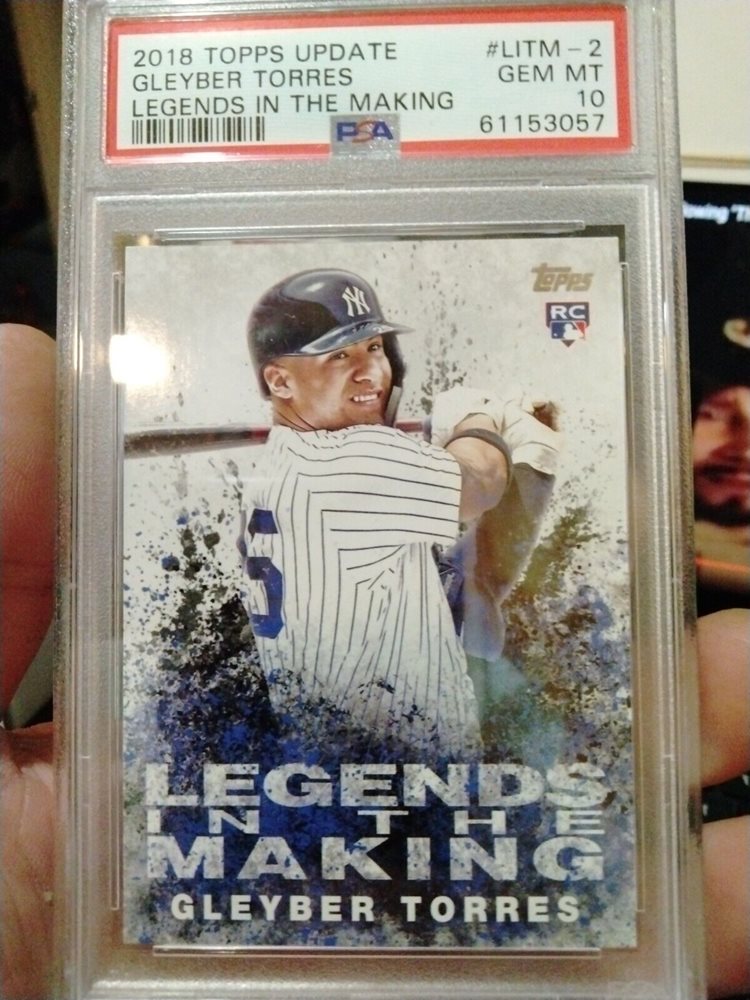 2018 TOPPS UPDATE #LITM - 2
GLEYBER TORRES GEM MT
LEGENDS IN THE MAKING 10
PSA 61153057
TOPPS
RC
NY
5
LEGENDS
IN THE
MAKING
GLEYBER TORRES